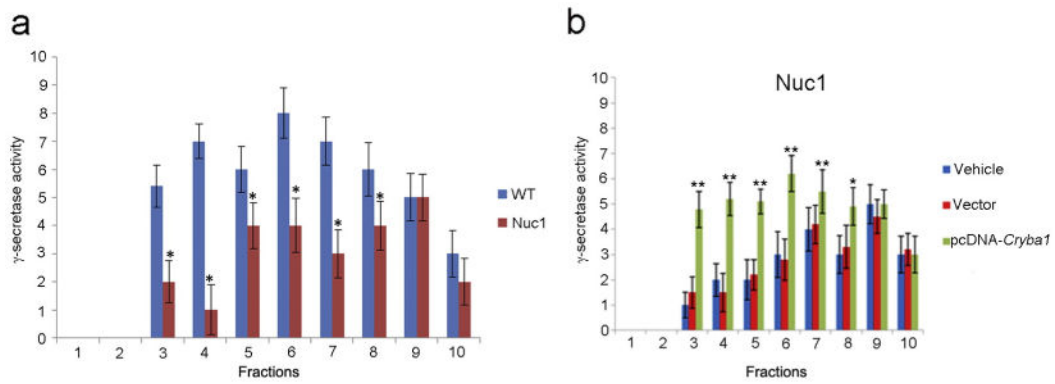 a
10
9
8
7
6
5
4
3
2
1
0
γ-secretase activity
* * * * * *
1 2 3 4 5 6 7 8 9 10
Fractions
WT
Nuc1
b
Nuc1
10
9
8
7
6
5
4
3
2
1
0
γ-secretase activity
** ** ** ** ** *
1 2 3 4 5 6 7 8 9 10
Fractions
Vehicle
Vector
pcDNA-Cryba1